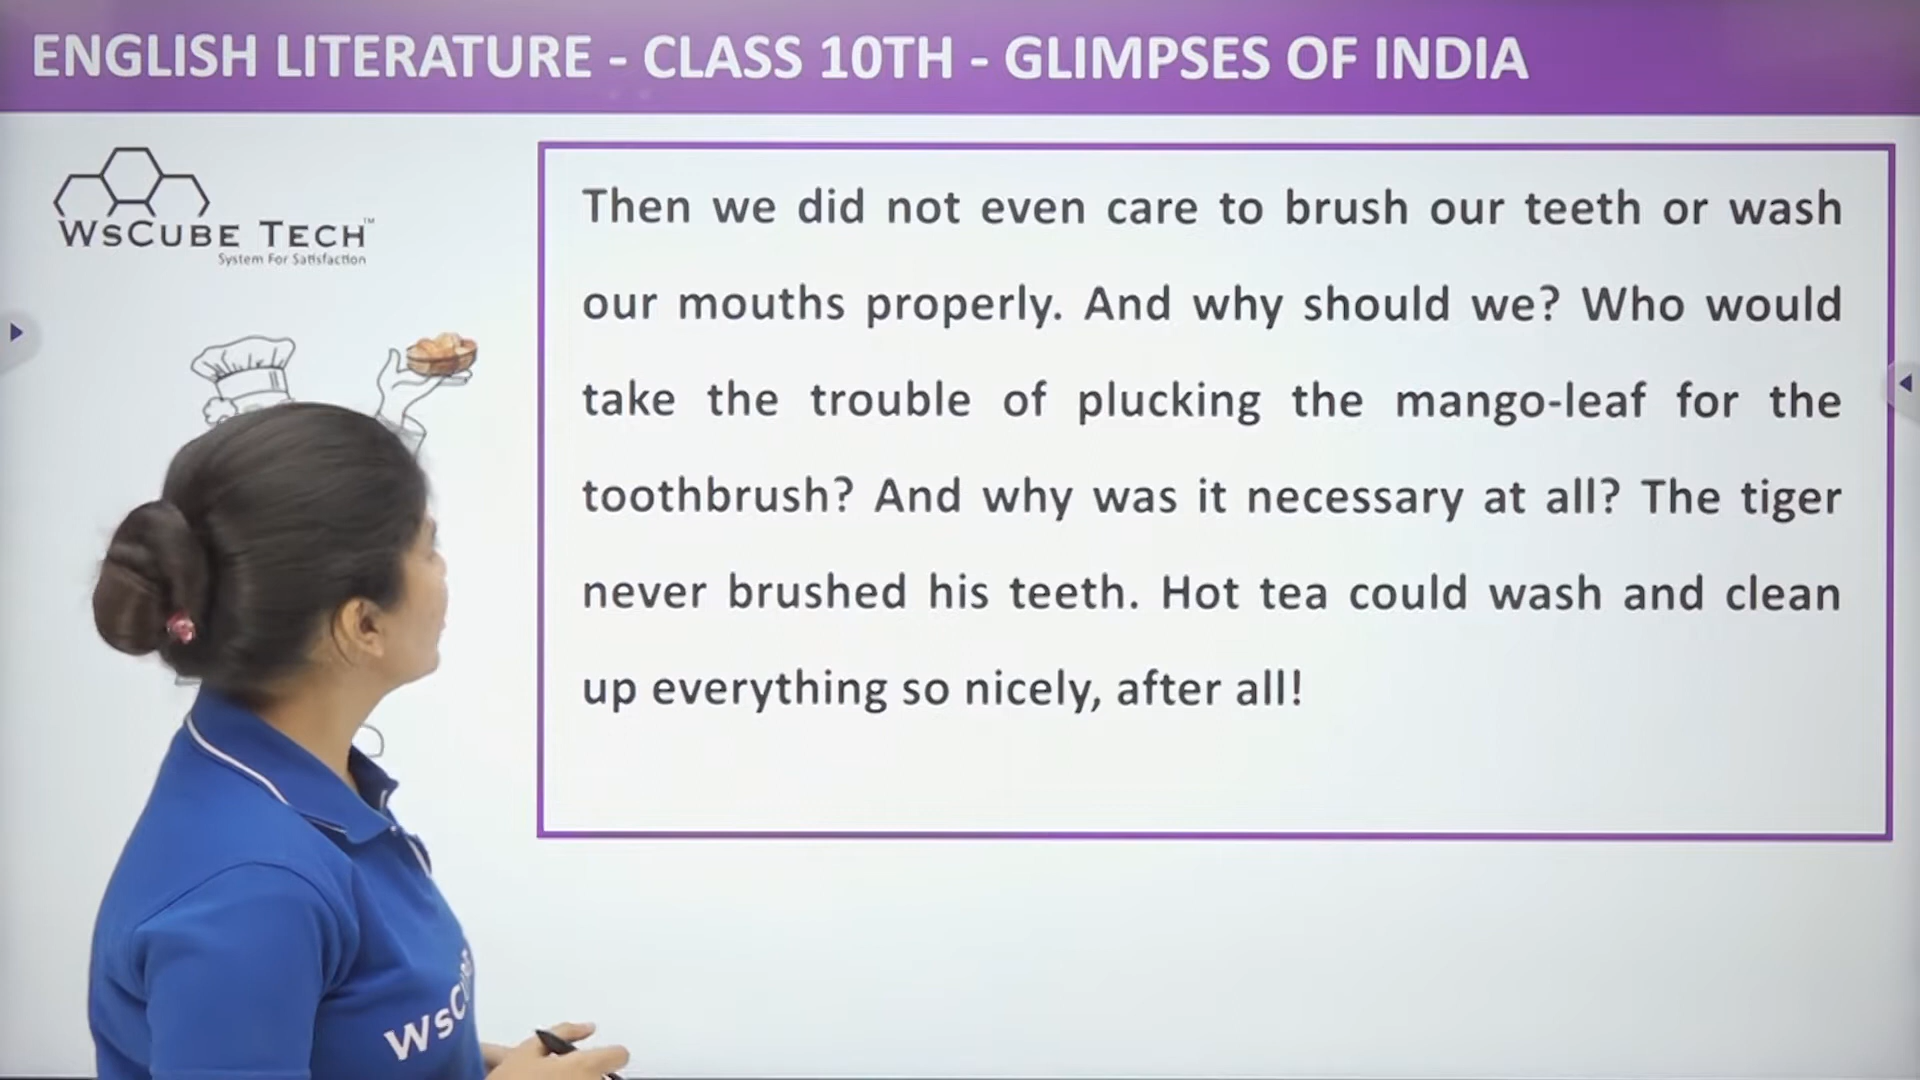 ENGLISH LITERATURE - CLASS 10TH - GLIMPSES OF INDIA
WSCUBE TECH™
System For Satisfaction
Then we did not even care to brush our teeth or wash
our mouths properly. And why should we? Who would
take the trouble of plucking the mango-leaf for the
toothbrush? And why was it necessary at all? The tiger
never brushed his teeth. Hot tea could wash and clean
up everything so nicely, after all!